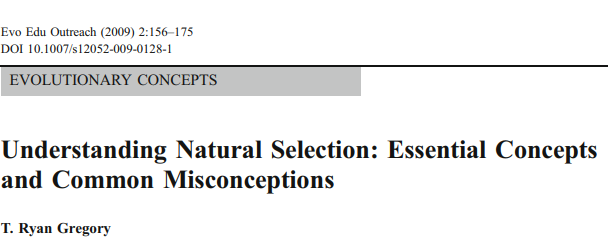 Evo Edu Outreach (2009) 2:156–175
DOI 10.1007/s12052-009-0128-1
EVOLUTIONARY CONCEPTS
Understanding Natural Selection: Essential Concepts
and Common Misconceptions
T. Ryan Gregory